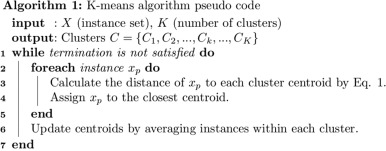 Algorithm 1: K-means algorithm pseudo code
input : X (instance set), K (number of clusters)
output: Clusters C = {C₁, C₂, ..., Cₖ, ..., C_K}
1 while termination is not satisfied do
2 foreach instance xₚ do
3 Calculate the distance of xₚ to each cluster centroid by Eq. 1.
4 Assign xₚ to the closest centroid.
5 end
6 Update centroids by averaging instances within each cluster.
7 end